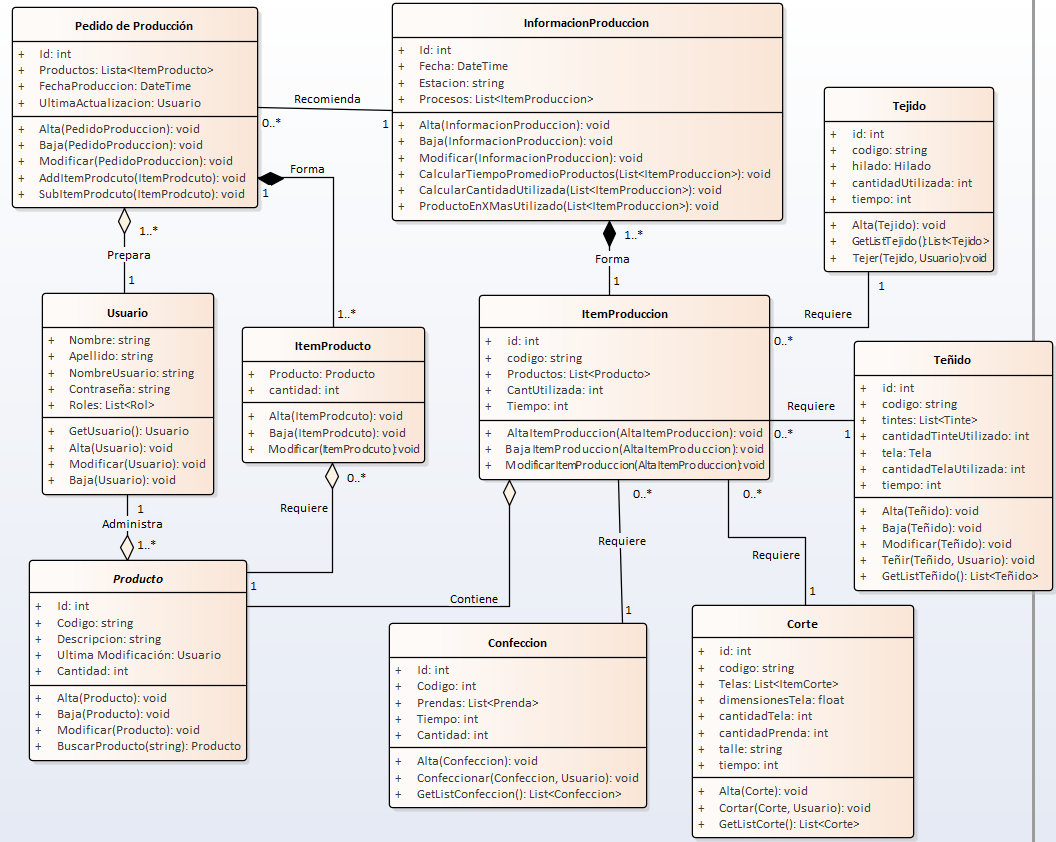 Pedido de Producción
+ Id: int
+ Productos: Lista<ItemProducto>
+ FechaProduccion: DateTime
+ UltimaActualizacion: Usuario
+ Alta(PedidoProduccion): void
+ Baja(PedidoProduccion): void
+ Modificar(PedidoProduccion): void
+ AddItemProdcuto(ItemProdcuto): void
+ SubItemProdcuto(ItemProdcuto): void
Recomienda
0..*
1
InformacionProduccion
+ Id: int
+ Fecha: DateTime
+ Estacion: string
+ Procesos: List<ItemProduccion>
+ Alta(InformacionProduccion): void
+ Baja(InformacionProduccion): void
+ Modificar(InformacionProduccion): void
+ CalcularTiempoPromedioProductos(List<ItemProduccion>): void
+ CalcularCantidadUtilizada(List<ItemProduccion>): void
+ ProductoEnXMasUtilizado(List<ItemProduccion>): void
Tejido
+ id: int
+ codigo: string
+ hilado: Hilado
+ cantidadUtilizada: int
+ tiempo: int
+ Alta(Tejido): void
+ GetListTejido(): List<Tejido>
+ Tejer(Tejido, Usuario):void
Forma
1
1..*
1..*
Prepara
1
1..*
Forma
1
1
Requiere
0..*
Usuario
+ Nombre: string
+ Apellido: string
+ NombreUsuario: string
+ Contraseña: string
+ Roles: List<Rol>
+ GetUsuario(): Usuario
+ Alta(Usuario): void
+ Modificar(Usuario): void
+ Baja(Usuario): void
ItemProducto
+ Producto: Producto
+ cantidad: int
+ Alta(ItemProdcuto): void
+ Baja(ItemProdcuto): void
+ Modificar(ItemProdcuto):void
ItemProduccion
+ id: int
+ codigo: string
+ Productos: List<Producto>
+ CantUtilizada: int
+ Tiempo: int
+ AltaItemProduccion(AltaItemProduccion): void
+ BajaItemProduccion(AltaItemProduccion): void
+ ModificarItemProduccion(AltaItemProduccion):void
Requiere
0..*
1
Teñido
+ id: int
+ codigo: string
+ tintes: List<Tinte>
+ cantidadTinteUtilizado: int
+ tela: Tela
+ cantidadTelaUtilizada: int
+ tiempo: int
+ Alta(Teñido): void
+ Baja(Teñido): void
+ Modificar(Teñido): void
+ Teñir(Teñido, Usuario): void
+ GetListTeñido(): List<Teñido>
1
Administra
1..*
0..*
Requiere
1
Contiene
0..*
Requiere
1
0..*
Requiere
1
Producto
+ Id: int
+ Codigo: string
+ Descripcion: string
+ Ultima Modificación: Usuario
+ Cantidad: int
+ Alta(Producto): void
+ Baja(Producto): void
+ Modificar(Producto): void
+ BuscarProducto(string): Producto
Confeccion
+ Id: int
+ Codigo: int
+ Prendas: List<Prenda>
+ Tiempo: int
+ Cantidad: int
+ Alta(Confeccion): void
+ Confeccionar(Confeccion, Usuario): void
+ GetListConfeccion(): List<Confeccion>
Corte
+ id: int
+ codigo: string
+ Telas: List<ItemCorte>
+ dimensionesTela: float
+ cantidadTela: int
+ cantidadPrenda: int
+ talle: string
+ tiempo: int
+ Alta(Corte): void
+ Cortar(Corte, Usuario): void
+ GetListCorte(): List<Corte>